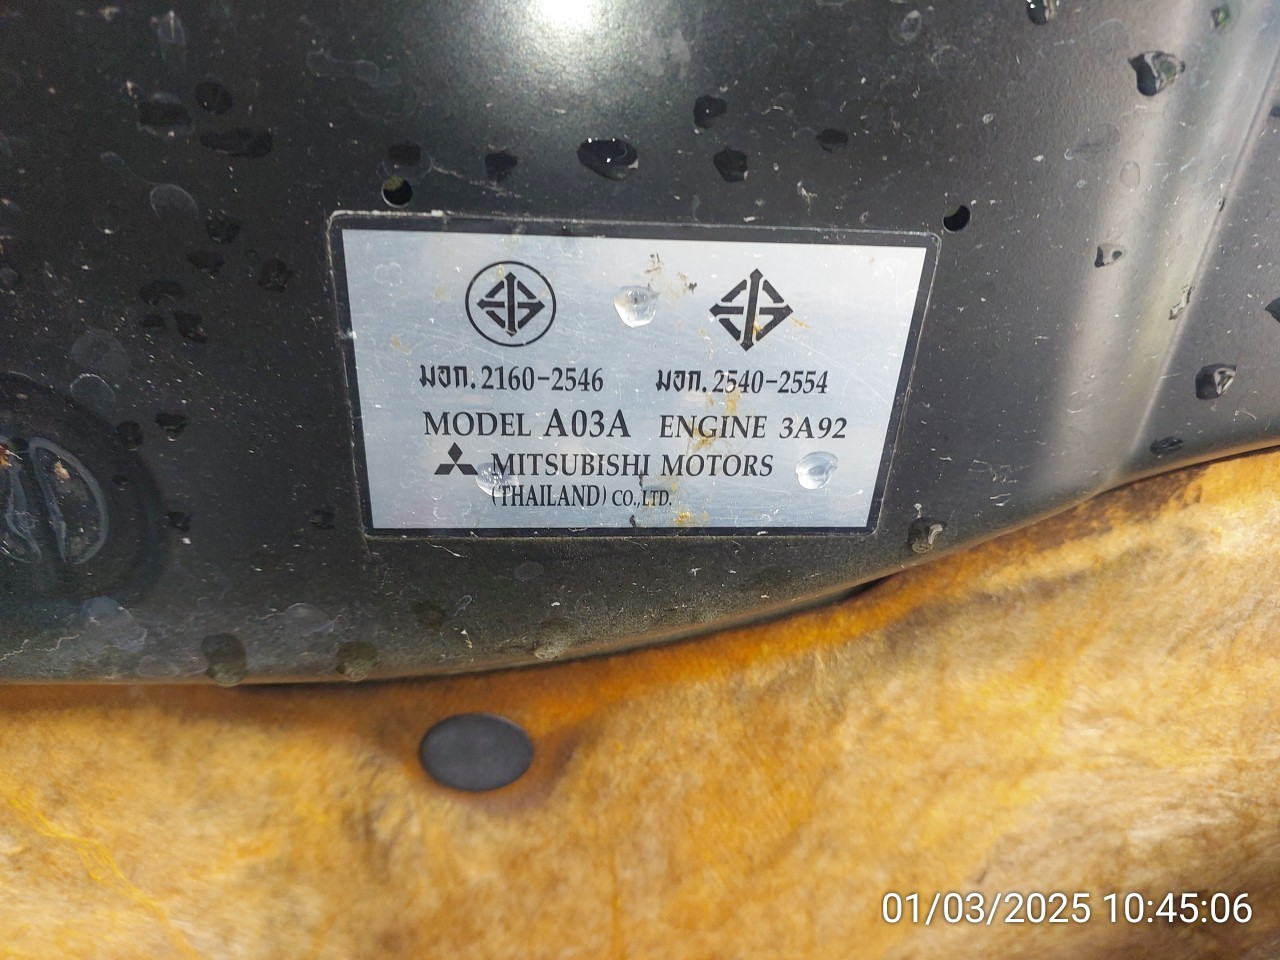 มอก.2160-2546 มอก.2540-2554
MODEL A03A ENGINE 3A92
MITSUBISHI MOTORS
(THAILAND) CO.,LTD.
01/03/2025 10:45:06